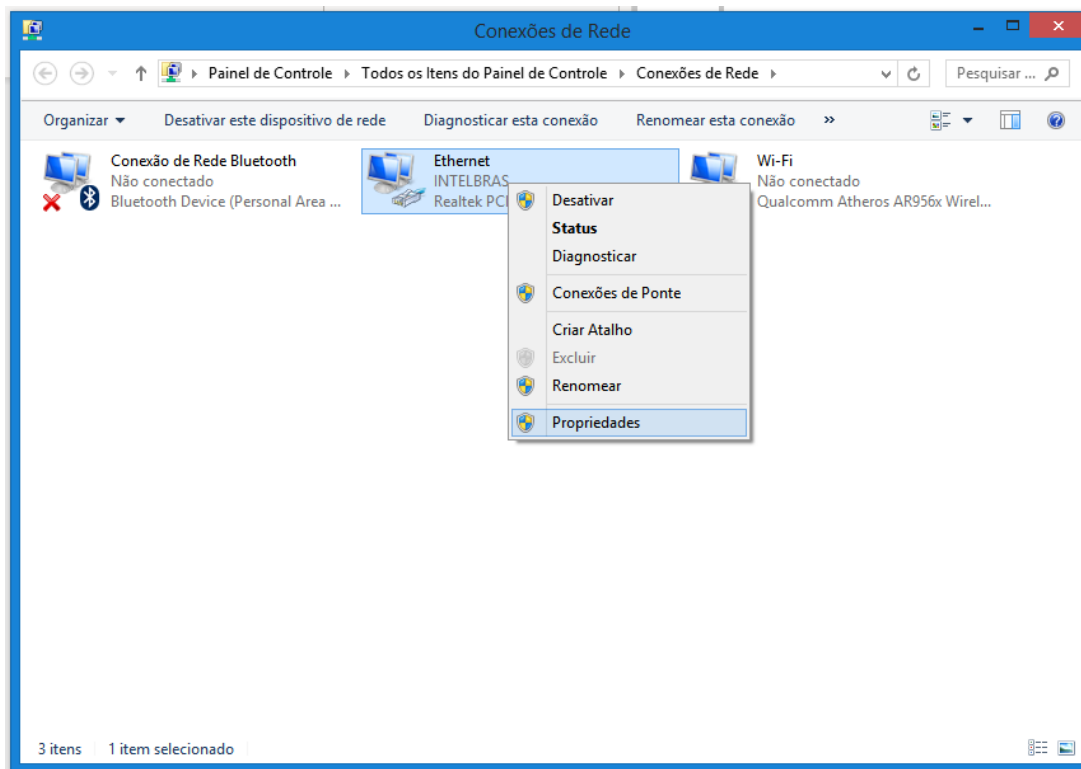 Conexões de Rede
Painel de Controle Todos os Itens do Painel de Controle Conexões de Rede
Pesquisar ...
Organizar Desativar este dispositivo de rede Diagnosticar esta conexão Renomear esta conexão »
Conexão de Rede Bluetooth
Não conectado
Bluetooth Device (Personal Area ...
Ethernet
INTELBRAS
Realtek PCI
Wi-Fi
Não conectado
Qualcomm Atheros AR956x Wirel...
Desativar
Status
Diagnosticar
Conexões de Ponte
Criar Atalho
Excluir
Renomear
Propriedades
3 itens 1 item selecionado